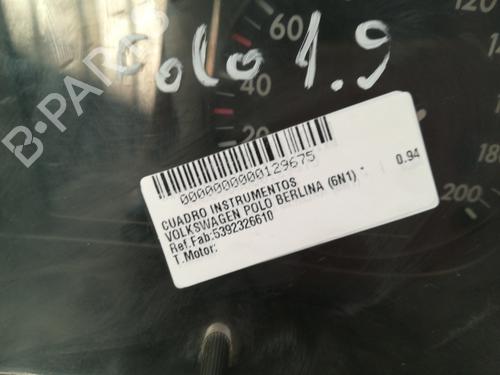 B-PARTS
60
40
20
120
200
Polo 1.9
0000000000129675
CUADRO INSTRUMENTOS
VOLKSWAGEN POLO BERLINA (6N1) - 0.94
Ref.Fab:5392326610
T.Motor: